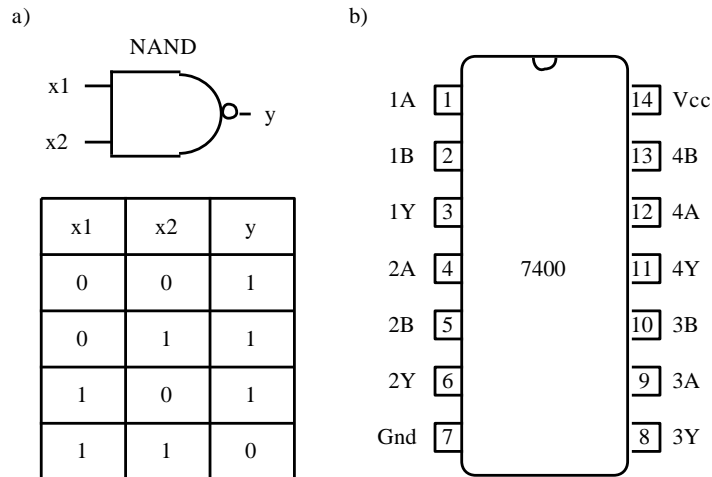 a)
NAND
x1
x2
y
x1 x2 y
0 0 1
0 1 1
1 0 1
1 1 0
b)
1A 1 14 Vcc
1B 2 13 4B
1Y 3 12 4A
2A 4 7400 11 4Y
2B 5 10 3B
2Y 6 9 3A
Gnd 7 8 3Y